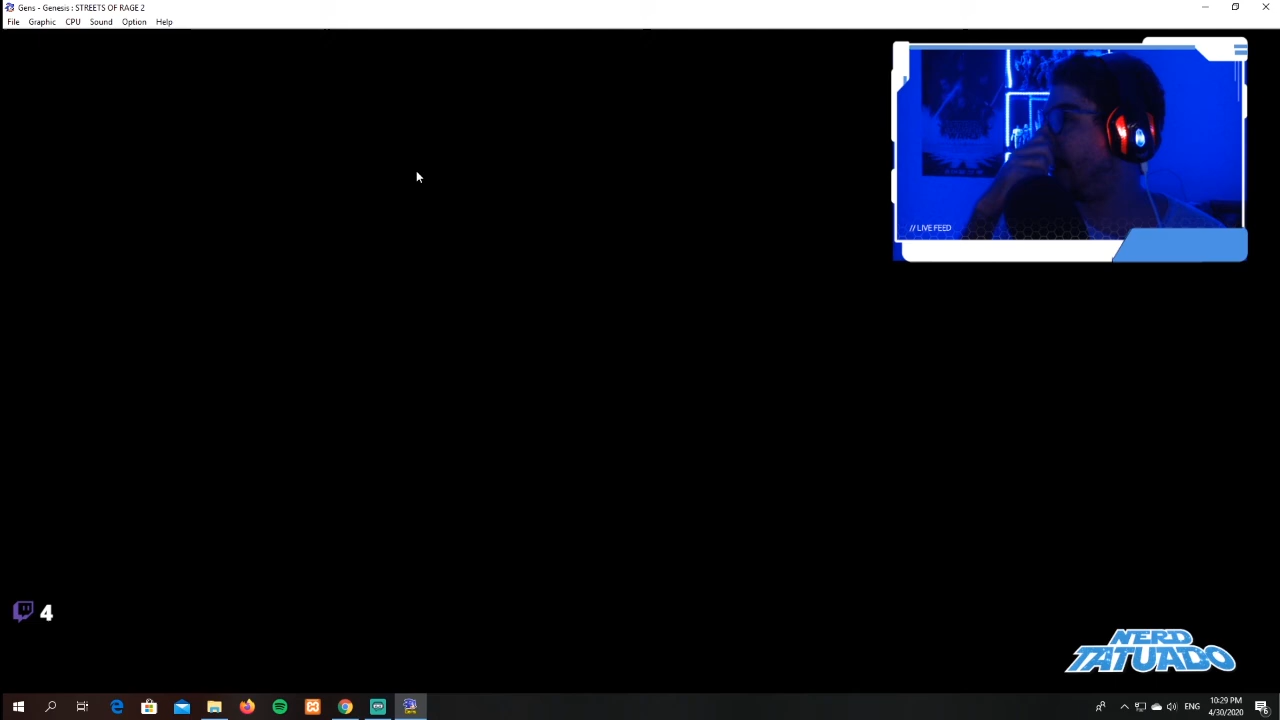 Gens - Genesis : STREETS OF RAGE 2
File Graphic CPU Sound Option Help
// LIVE FEED
4
NERD
TATUADO
ENG
10:29 PM
4/30/2020
6